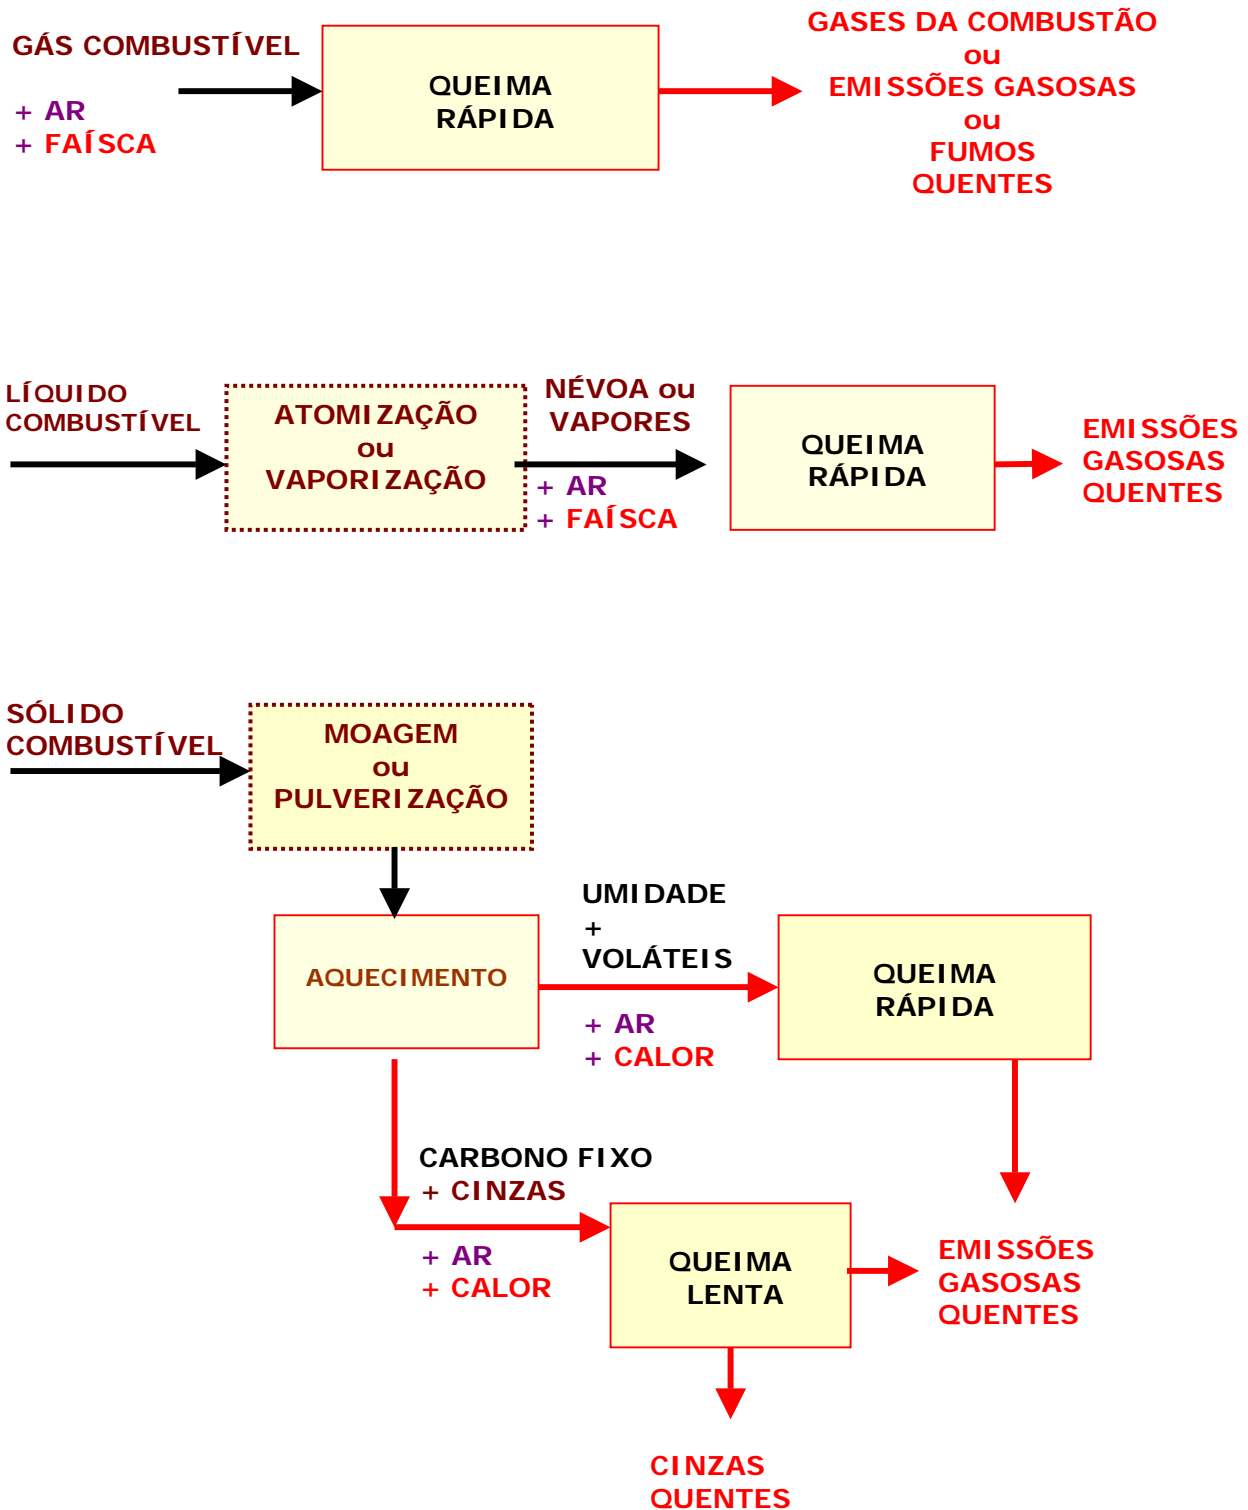 GÁS COMBUSTÍVEL
+ AR
+ FAÍSCA
QUEIMA
RÁPIDA
GASES DA COMBUSTÃO
ou
EMISSÕES GASOSAS
ou
FUMOS
QUENTES
LÍQUIDO
COMBUSTÍVEL
ATOMIZAÇÃO
ou
VAPORIZAÇÃO
NÉVOA ou
VAPORES
+ AR
+ FAÍSCA
QUEIMA
RÁPIDA
EMISSÕES
GASOSAS
QUENTES
SÓLIDO
COMBUSTÍVEL
MOAGEM
ou
PULVERIZAÇÃO
AQUECIMENTO
UMIDADE
+
VOLÁTEIS
+ AR
+ CALOR
QUEIMA
RÁPIDA
CARBONO FIXO
+ CINZAS
+ AR
+ CALOR
QUEIMA
LENTA
EMISSÕES
GASOSAS
QUENTES
CINZAS
QUENTES